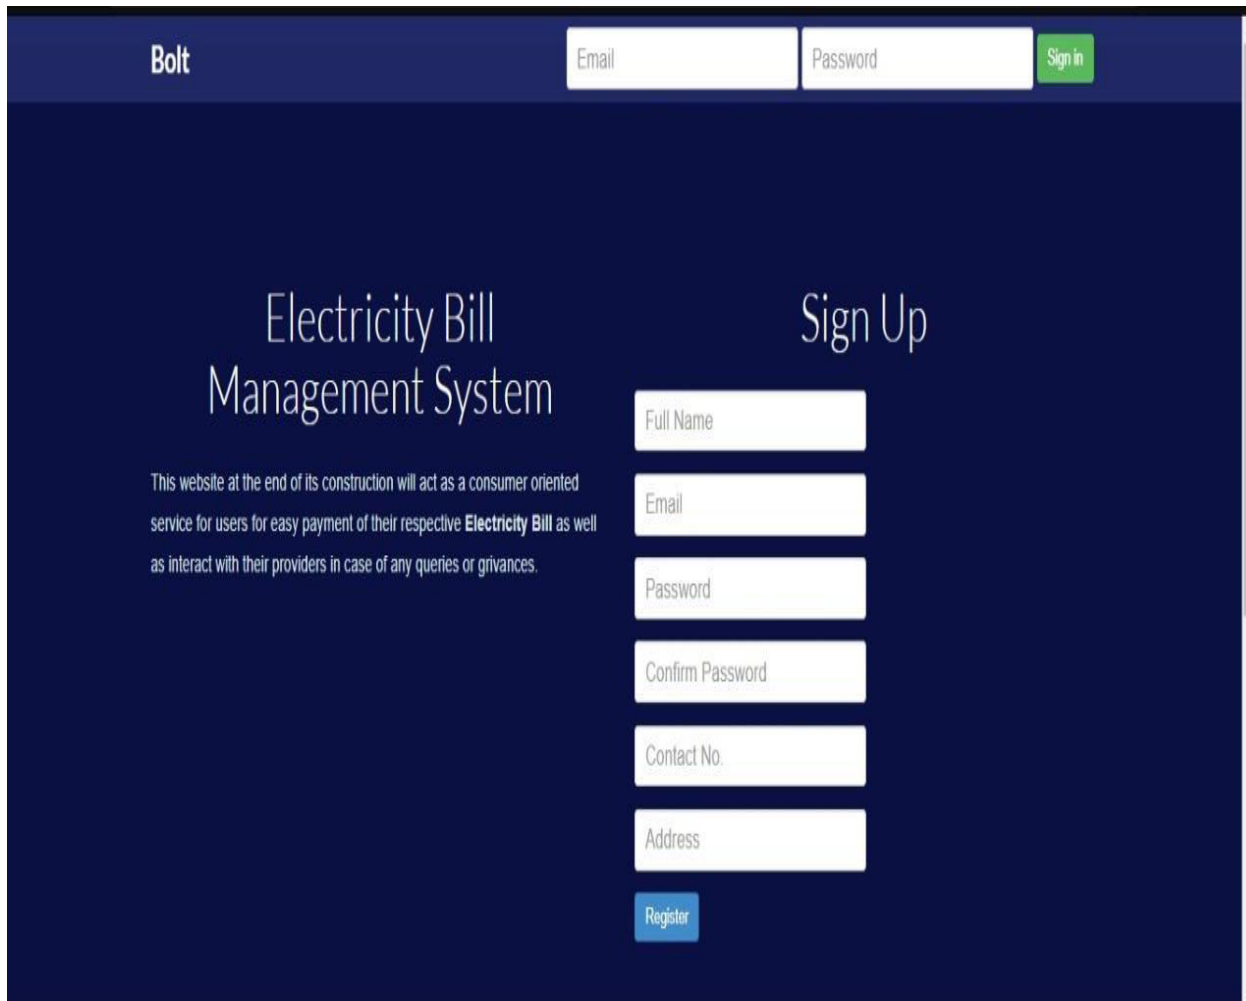 Bolt
Email
Password
Sign in
Electricity Bill
Management System
This website at the end of its construction will act as a consumer oriented
service for users for easy payment of their respective Electricity Bill as well
as interact with their providers in case of any queries or grivances.
Sign Up
Full Name
Email
Password
Confirm Password
Contact No.
Address
Register